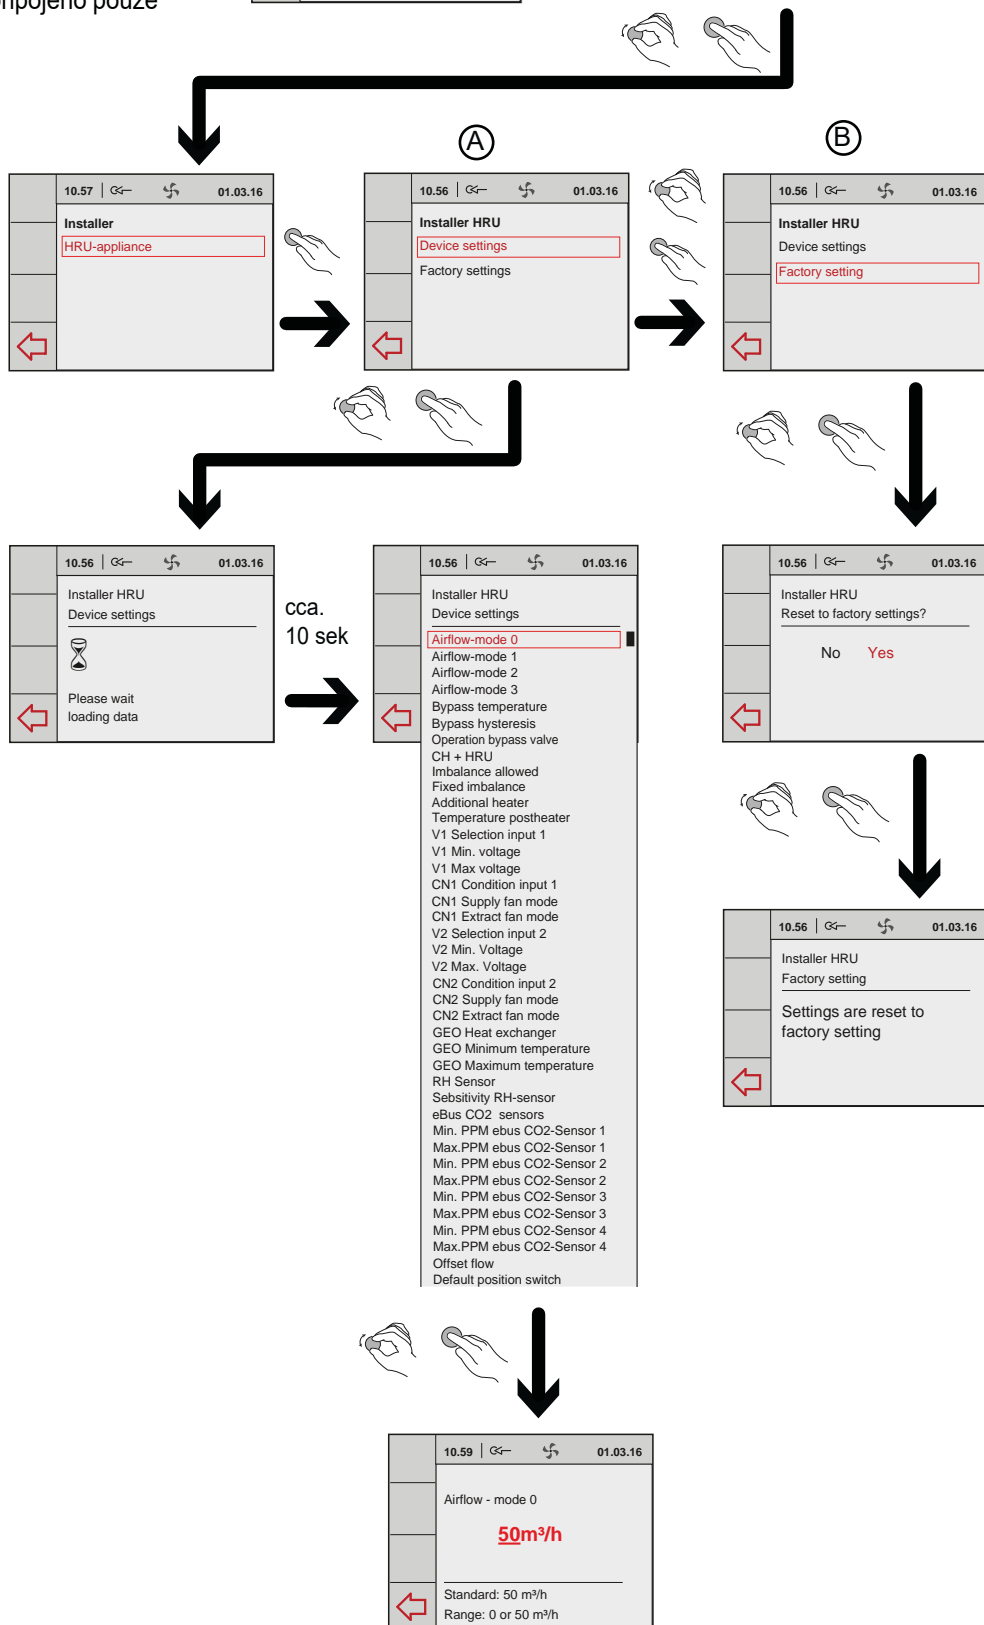 připojeno pouze
A
B
10.57 01.03.16
Installer
HRU-appliance
10.56 01.03.16
Installer HRU
Device settings
Factory settings
10.56 01.03.16
Installer HRU
Device settings
Factory setting
10.56 01.03.16
Installer HRU
Device settings
Please wait
loading data
cca.
10 sek
10.56 01.03.16
Installer HRU
Device settings
Airflow-mode 0
Airflow-mode 1
Airflow-mode 2
Airflow-mode 3
Bypass temperature
Bypass hysteresis
Operation bypass valve
CH + HRU
Imbalance allowed
Fixed imbalance
Additional heater
Temperature postheater
V1 Selection input 1
V1 Min. voltage
V1 Max voltage
CN1 Condition input 1
CN1 Supply fan mode
CN1 Extract fan mode
V2 Selection input 2
V2 Min. Voltage
V2 Max. Voltage
CN2 Condition input 2
CN2 Supply fan mode
CN2 Extract fan mode
GEO Heat exchanger
GEO Minimum temperature
GEO Maximum temperature
RH Sensor
Sebsitivity RH-sensor
eBus CO2 sensors
Min. PPM ebus CO2-Sensor 1
Max.PPM ebus CO2-Sensor 1
Min. PPM ebus CO2-Sensor 2
Max.PPM ebus CO2-Sensor 2
Min. PPM ebus CO2-Sensor 3
Max.PPM ebus CO2-Sensor 3
Min. PPM ebus CO2-Sensor 4
Max.PPM ebus CO2-Sensor 4
Offset flow
Default position switch
10.56 01.03.16
Installer HRU
Reset to factory settings?
No Yes
10.56 01.03.16
Installer HRU
Factory setting
Settings are reset to
factory setting
10.59 01.03.16
Airflow - mode 0
50m³/h
Standard: 50 m³/h
Range: 0 or 50 m³/h